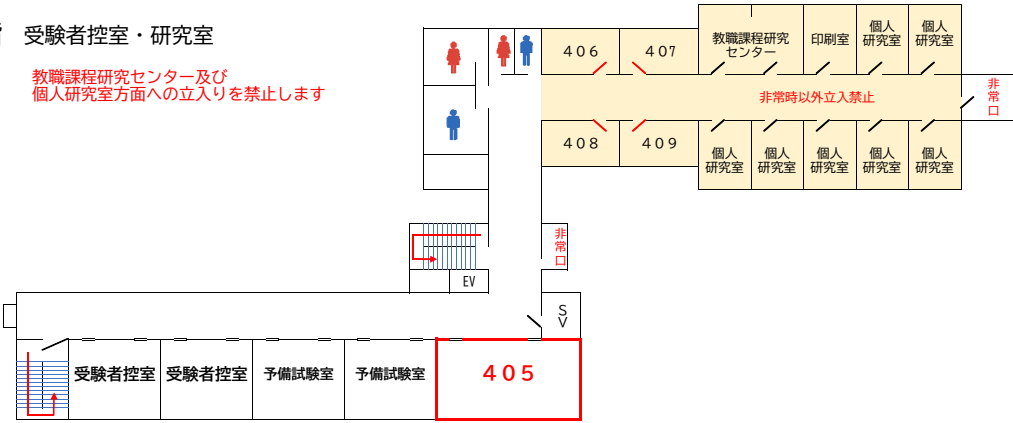 受験者控室・研究室
教職課程研究センター及び
個人研究室方面への立入りを禁止します
４０６
４０７
教職課程研究
センター
印刷室
個人
研究室
個人
研究室
非常時以外立入禁止
非常口
４０８
４０９
個人
研究室
個人
研究室
個人
研究室
個人
研究室
個人
研究室
非常口
EV
SV
受験者控室
受験者控室
予備試験室
予備試験室
４０５